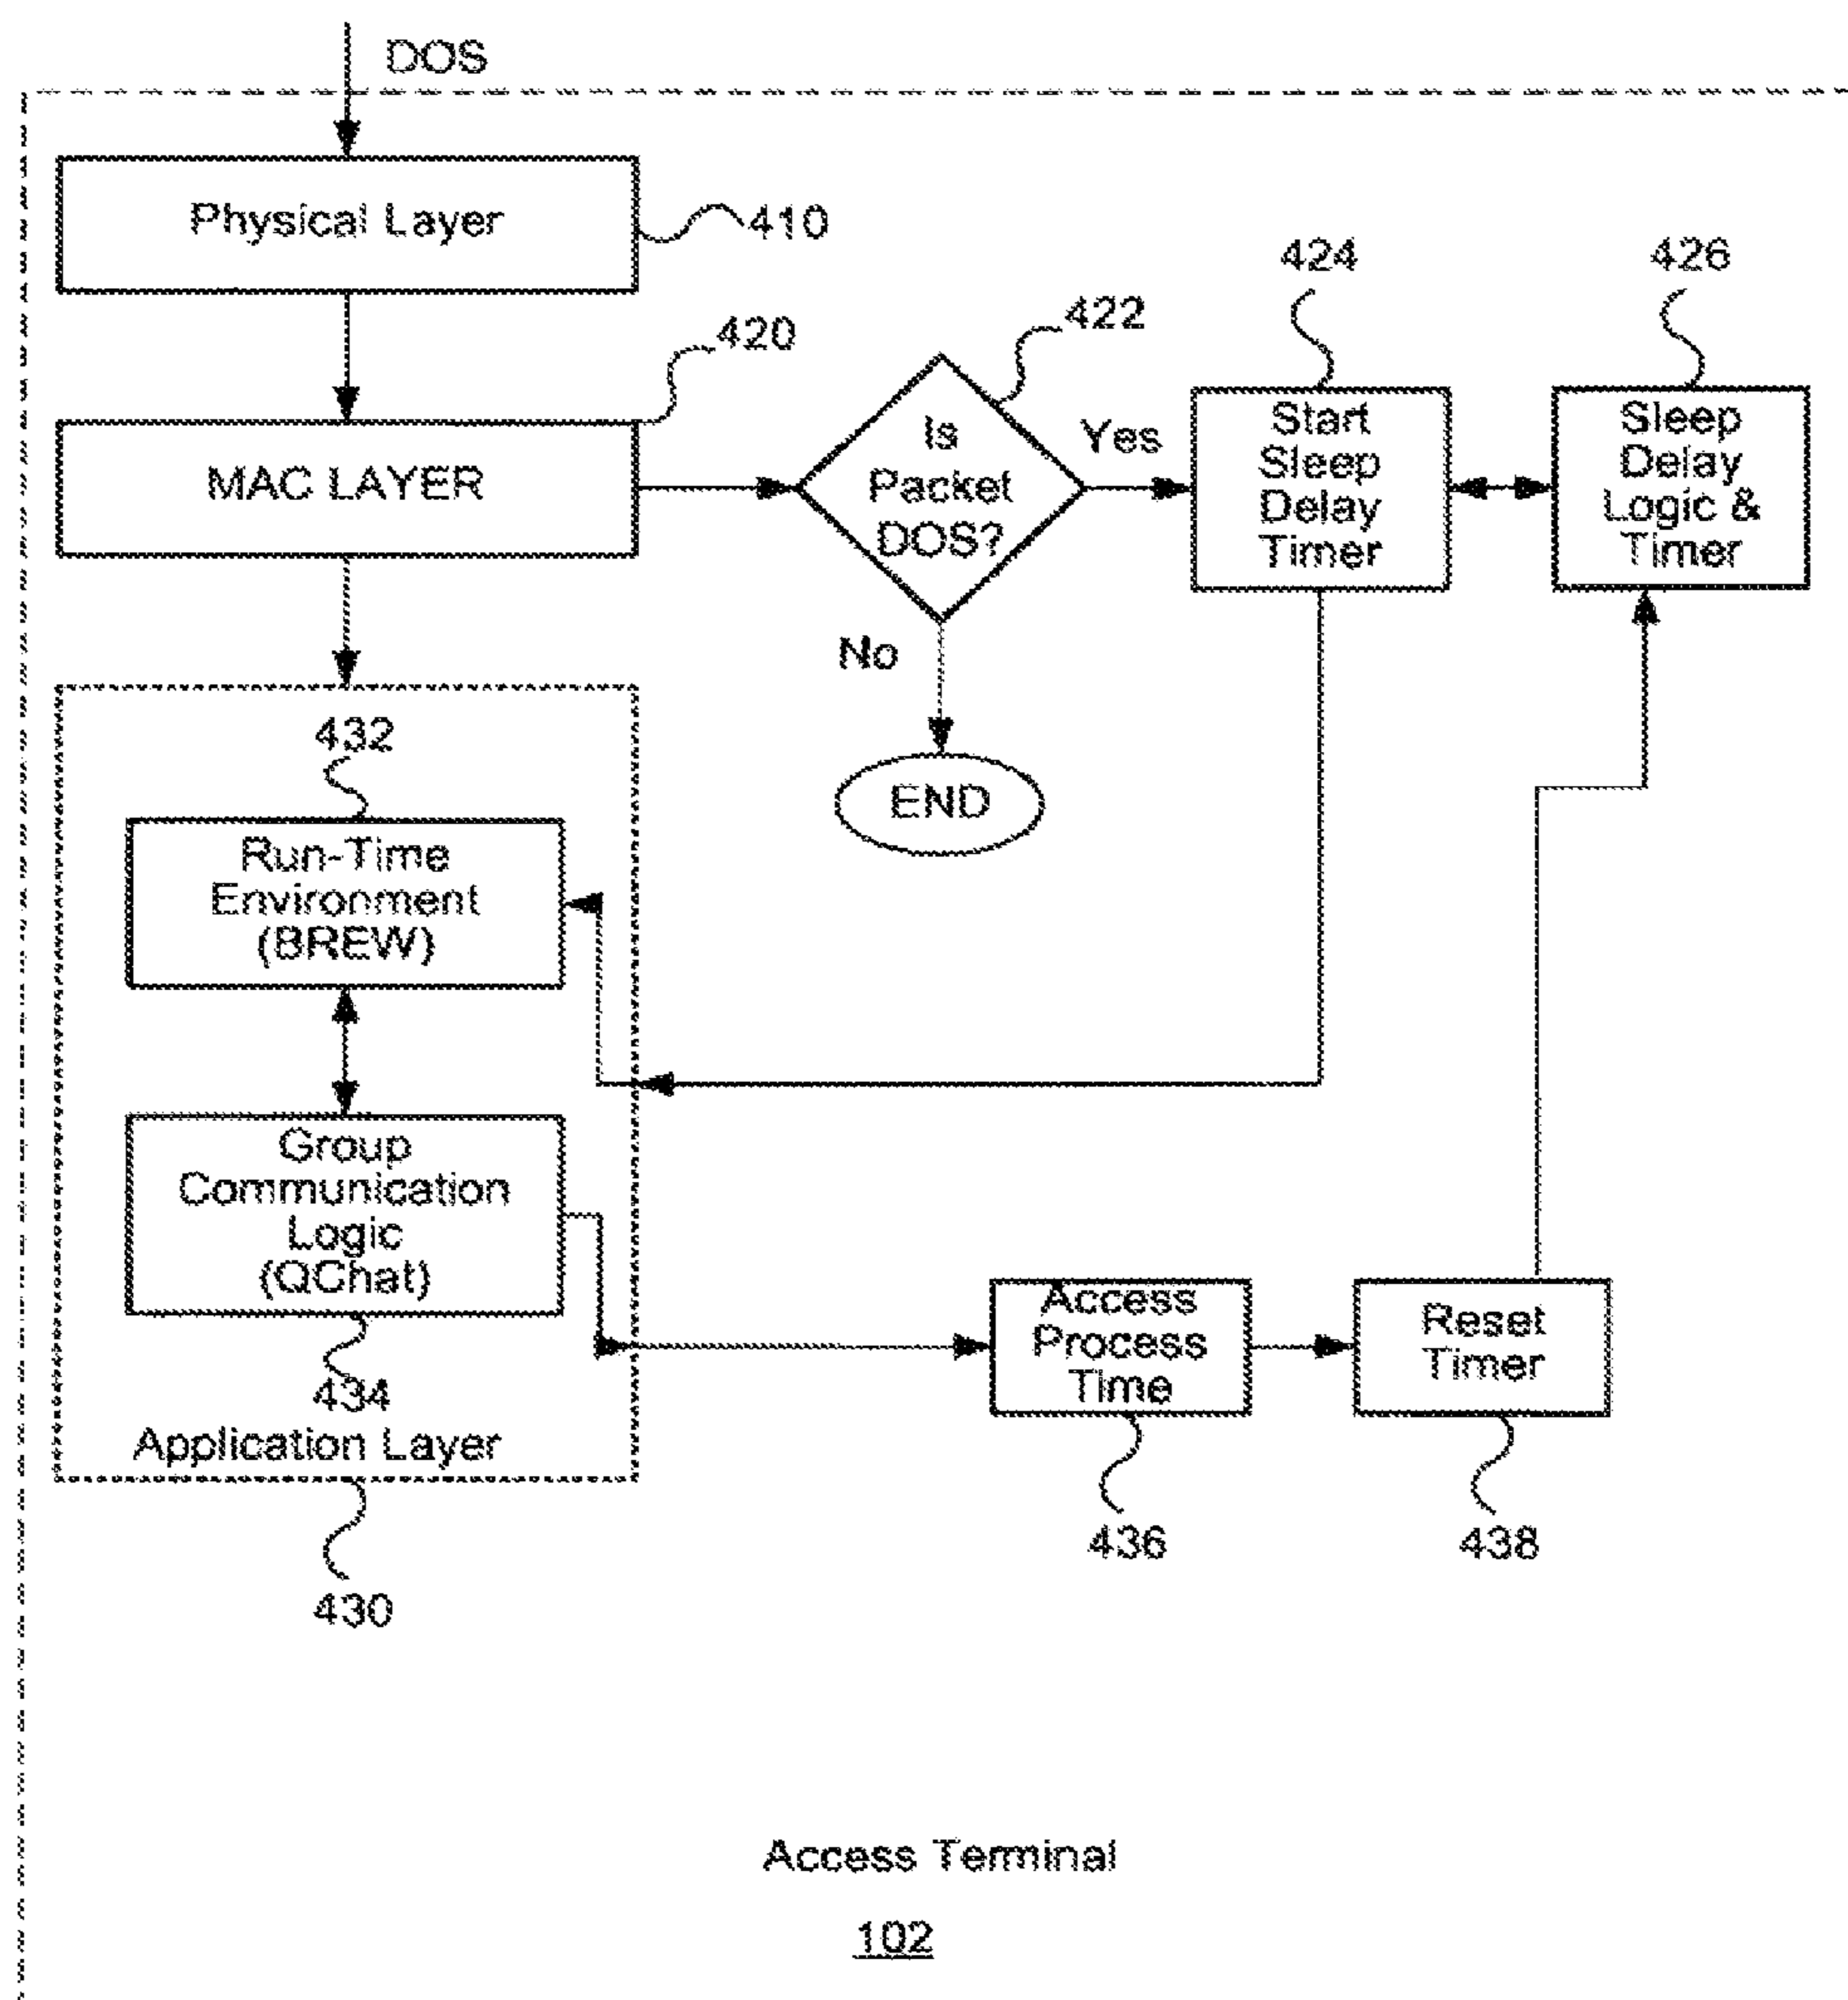 DOS
Physical Layer
410
424
426
420
422
MAC LAYER
Is
Packet
DOS?
Yes
No
Start
Sleep
Delay
Timer
Sleep
Delay
Logic &
Timer
END
432
Run-Time
Environment
(BREW)
Group
Communication
Logic
(QChat)
434
Application Layer
430
Access
Process
Time
436
Reset
Timer
438
Access Terminal
102